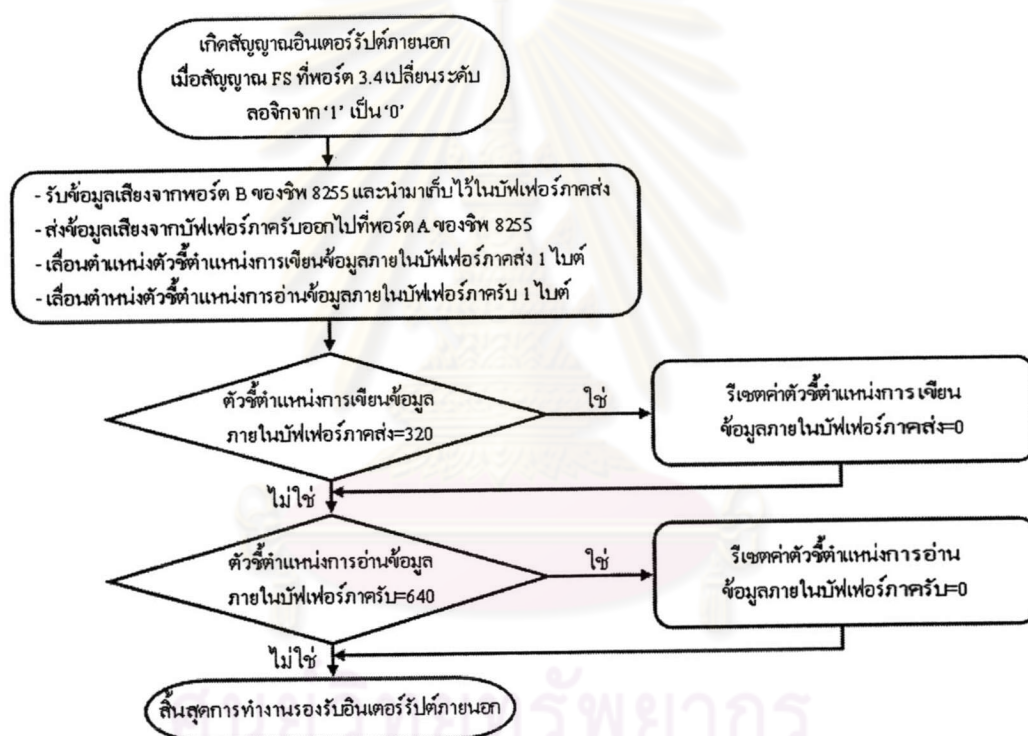 เกิดสัญญาณอินเตอร์รัปต์ภายนอก
เมื่อสัญญาณ FS ที่พอร์ต 3.4 เปลี่ยนระดับ
ลอจิกจาก ‘1’ เป็น ‘0’
- รับข้อมูลเสียงจากพอร์ต B ของชิพ 8255 และนำมาเก็บไว้ในบัฟเฟอร์ภาคส่ง
- ส่งข้อมูลเสียงจากบัฟเฟอร์ภาครับออกไปที่พอร์ต A ของชิพ 8255
- เลื่อนตำแหน่งตัวชี้ตำแหน่งการเขียนข้อมูลภายในบัฟเฟอร์ภาคส่ง 1 ไบต์
- เลื่อนตำหน่งตัวชี้ตำแหน่งการอ่านข้อมูลภายในบัฟเฟอร์ภาครับ 1 ไบต์
ตัวชี้ตำแหน่งการเขียนข้อมูล
ภายในบัฟเฟอร์ภาคส่ง=320
ใช่
รีเซตค่าตัวชี้ตำแหน่งการเขียน
ข้อมูลภายในบัฟเฟอร์ภาคส่ง=0
ไม่ใช่
ตัวชี้ตำแหน่งการอ่านข้อมูล
ภายในบัฟเฟอร์ภาครับ=640
ใช่
รีเซตค่าตัวชี้ตำแหน่งการอ่าน
ข้อมูลภายในบัฟเฟอร์ภาครับ=0
ไม่ใช่
สิ้นสุดการทำงานรองรับอินเตอร์รัปต์ภายนอก
ศูนย์วิทยทรัพยากร